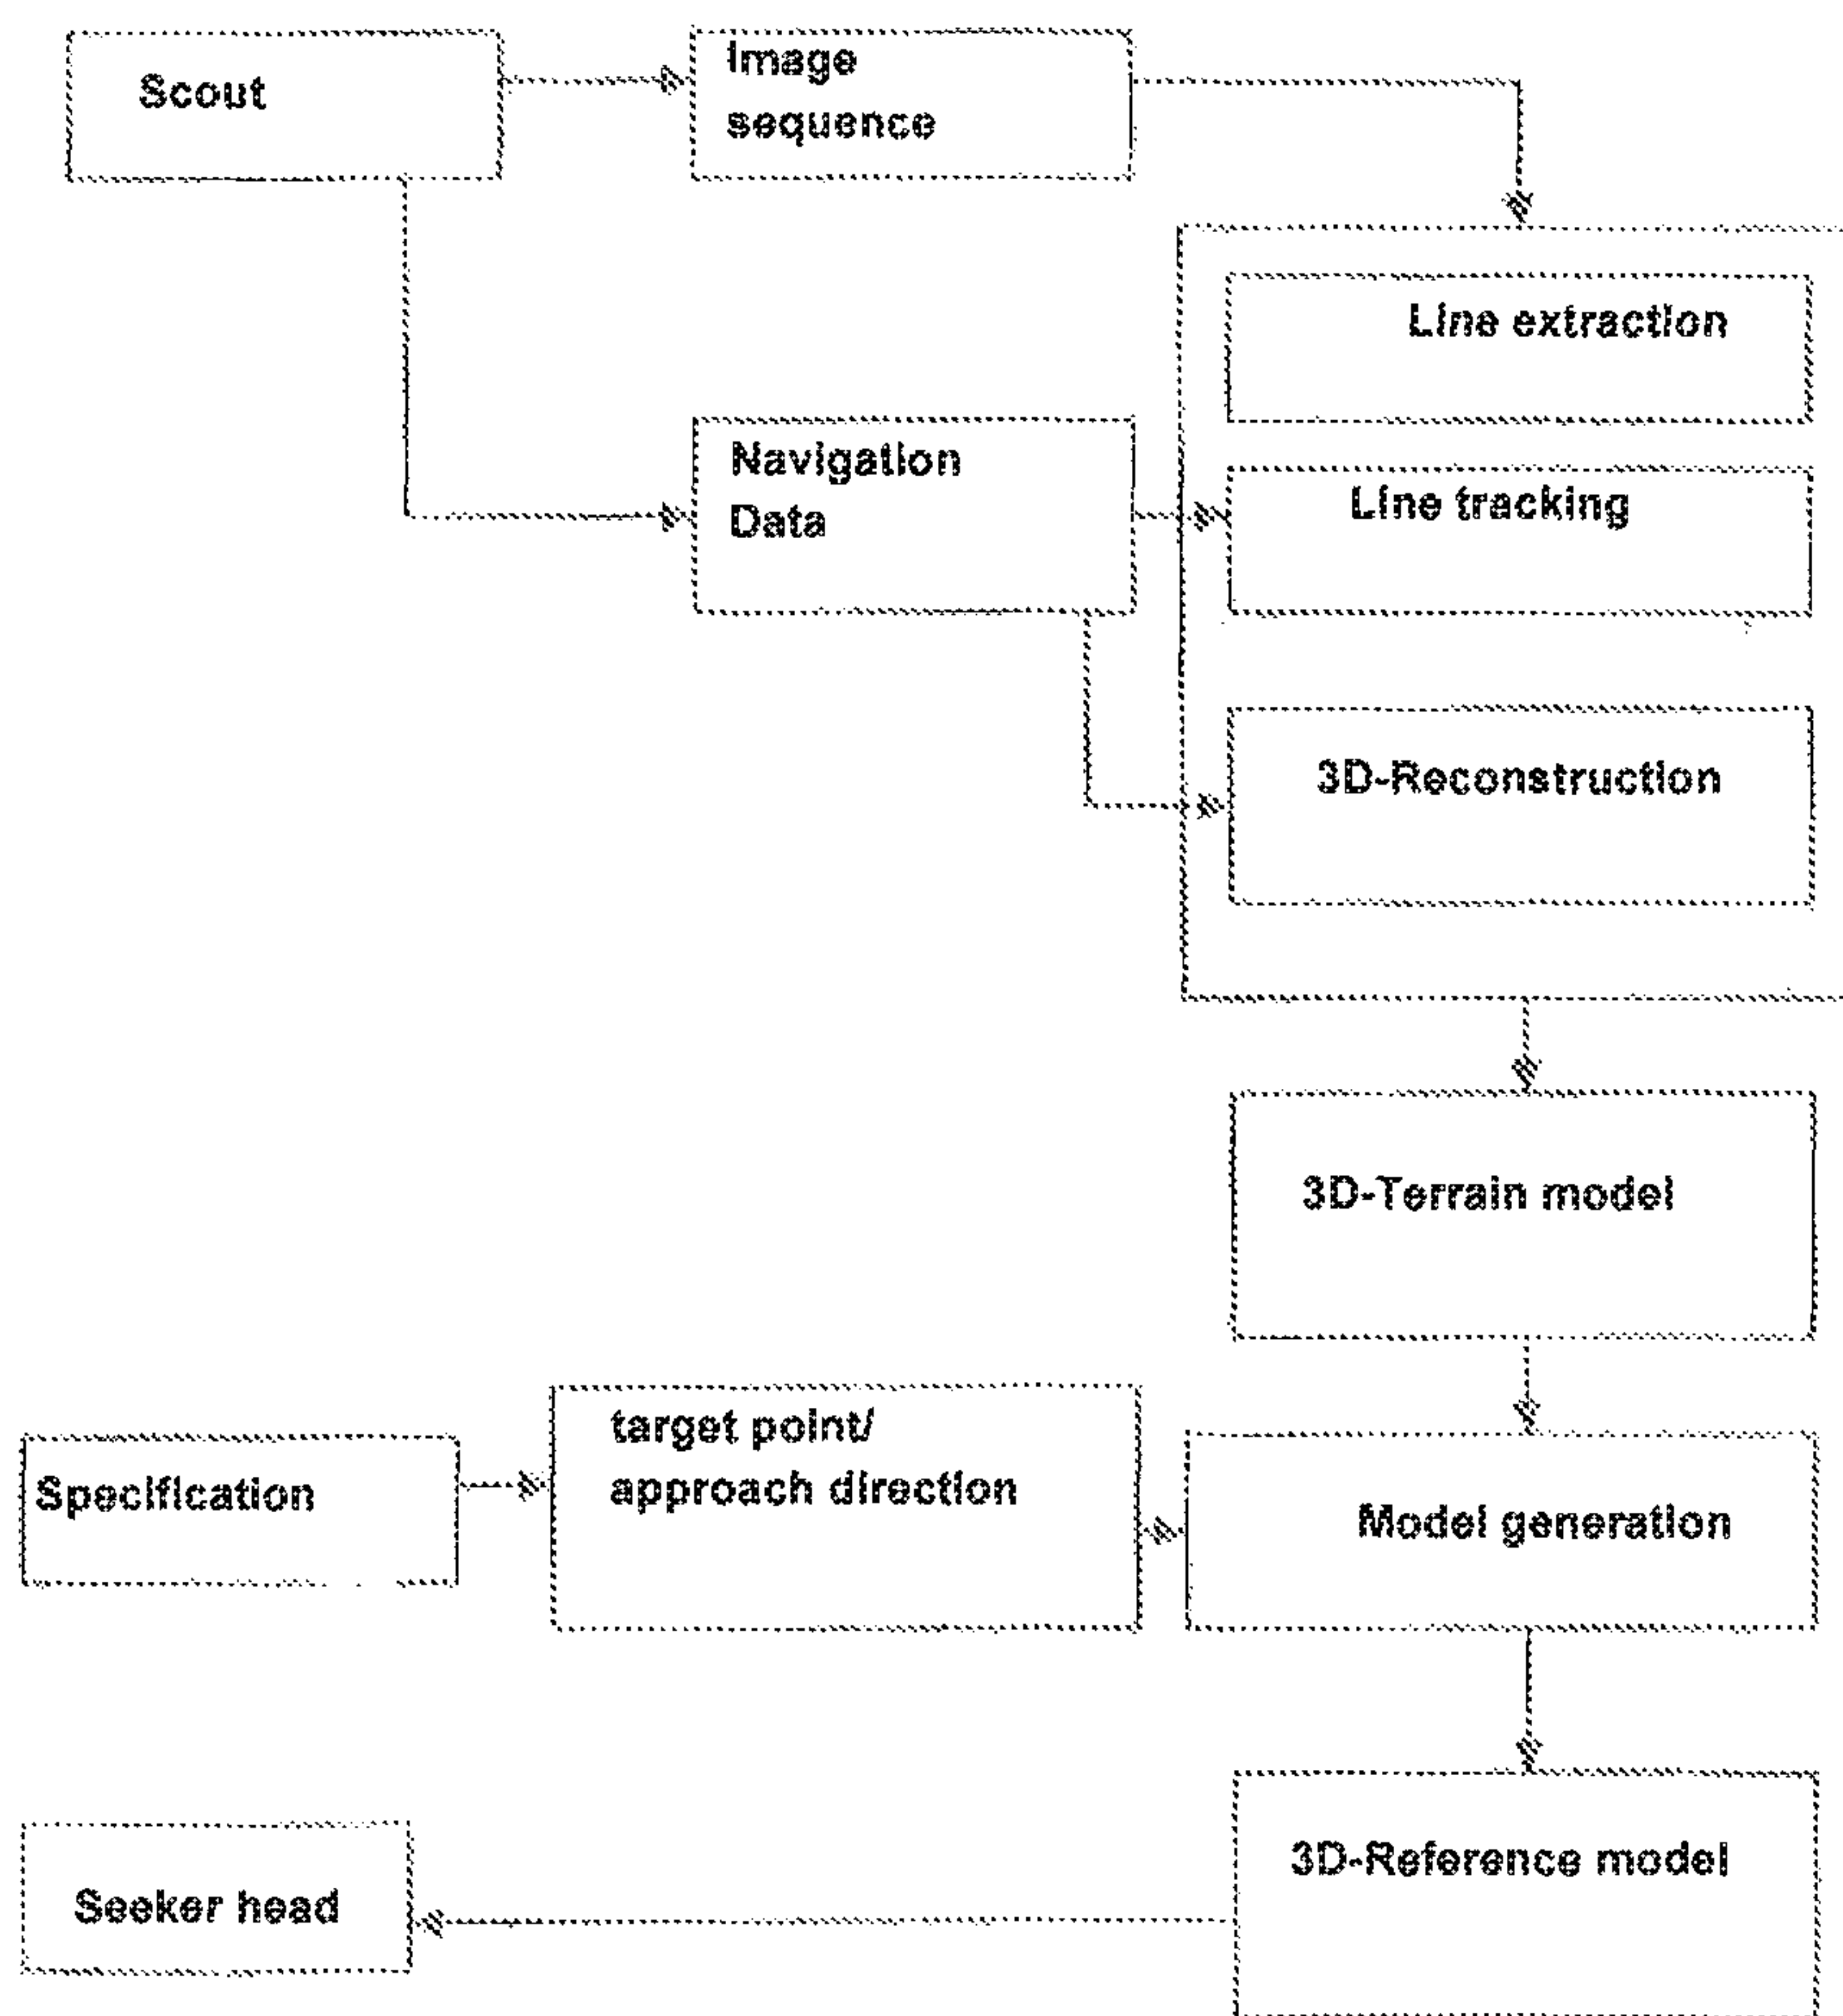 Scout
Image
sequence
Line extraction
Navigation
Data
Line tracking
3D-Reconstruction
3D-Terrain model
target point/
approach direction
Specification
Model generation
3D-Reference model
Seeker head